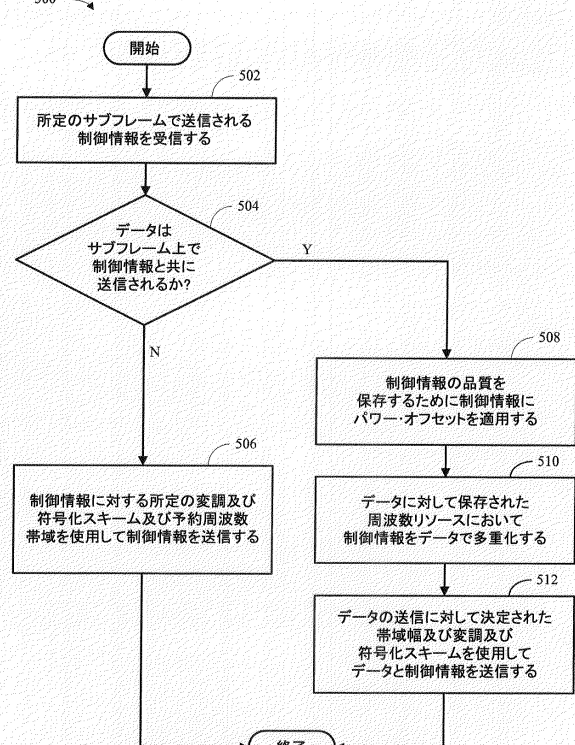 開始
502
所定のサブフレームで送信される
制御情報を受信する
504
データは
サブフレーム上で
制御情報と共に
送信されるか?
Y
N
508
制御情報の品質を
保存するために制御情報に
パワー・オフセットを適用する
506
制御情報に対する所定の変調及び
符号化スキーム及び予約周波数
帯域を使用して制御情報を送信する
510
データに対して保存された
周波数リソースにおいて
制御情報をデータで多重化する
512
データの送信に対して決定された
帯域幅及び変調及び
符号化スキームを使用して
データと制御情報を送信する